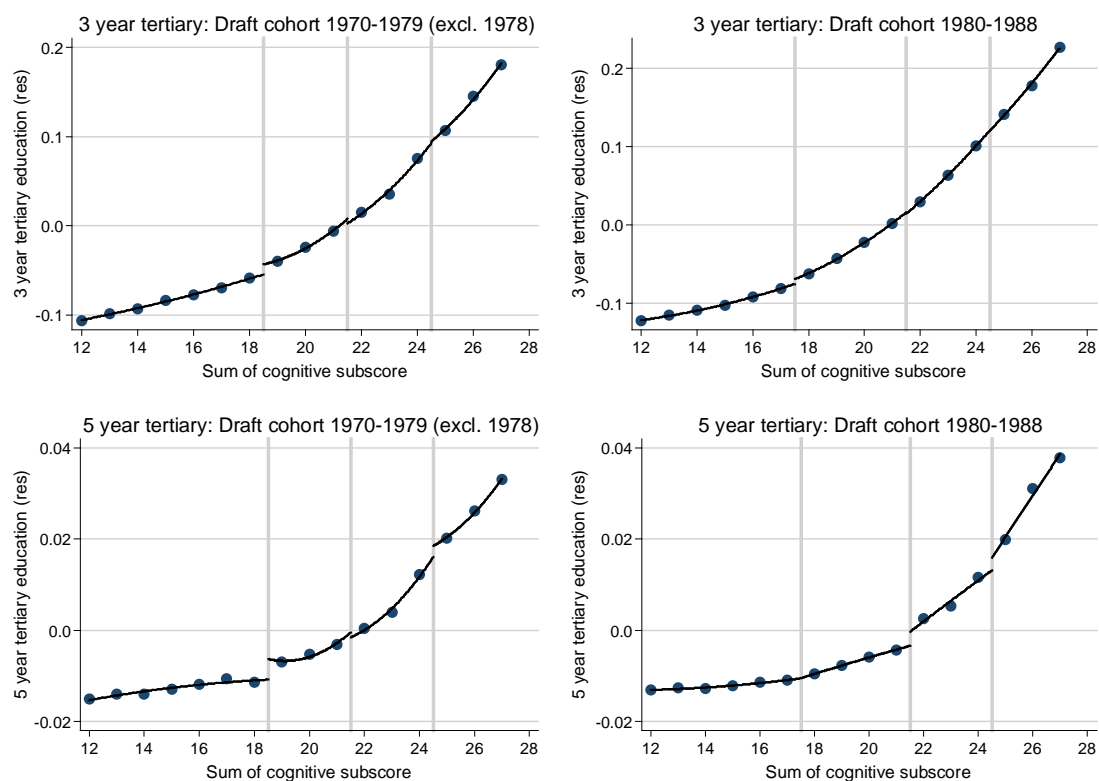 3 year tertiary: Draft cohort 1970-1979 (excl. 1978)
3 year tertiary education (res)
0.2
0.1
0.0
-0.1
12 14 16 18 20 22 24 26 28
Sum of cognitive subscore
3 year tertiary: Draft cohort 1980-1988
3 year tertiary education (res)
0.2
0.1
0.0
-0.1
12 14 16 18 20 22 24 26 28
Sum of cognitive subscore
5 year tertiary: Draft cohort 1970-1979 (excl. 1978)
5 year tertiary education (res)
0.04
0.02
0.0
-0.02
12 14 16 18 20 22 24 26 28
Sum of cognitive subscore
5 year tertiary: Draft cohort 1980-1988
5 year tertiary education (res)
0.04
0.02
0.0
-0.02
12 14 16 18 20 22 24 26 28
Sum of cognitive subscore